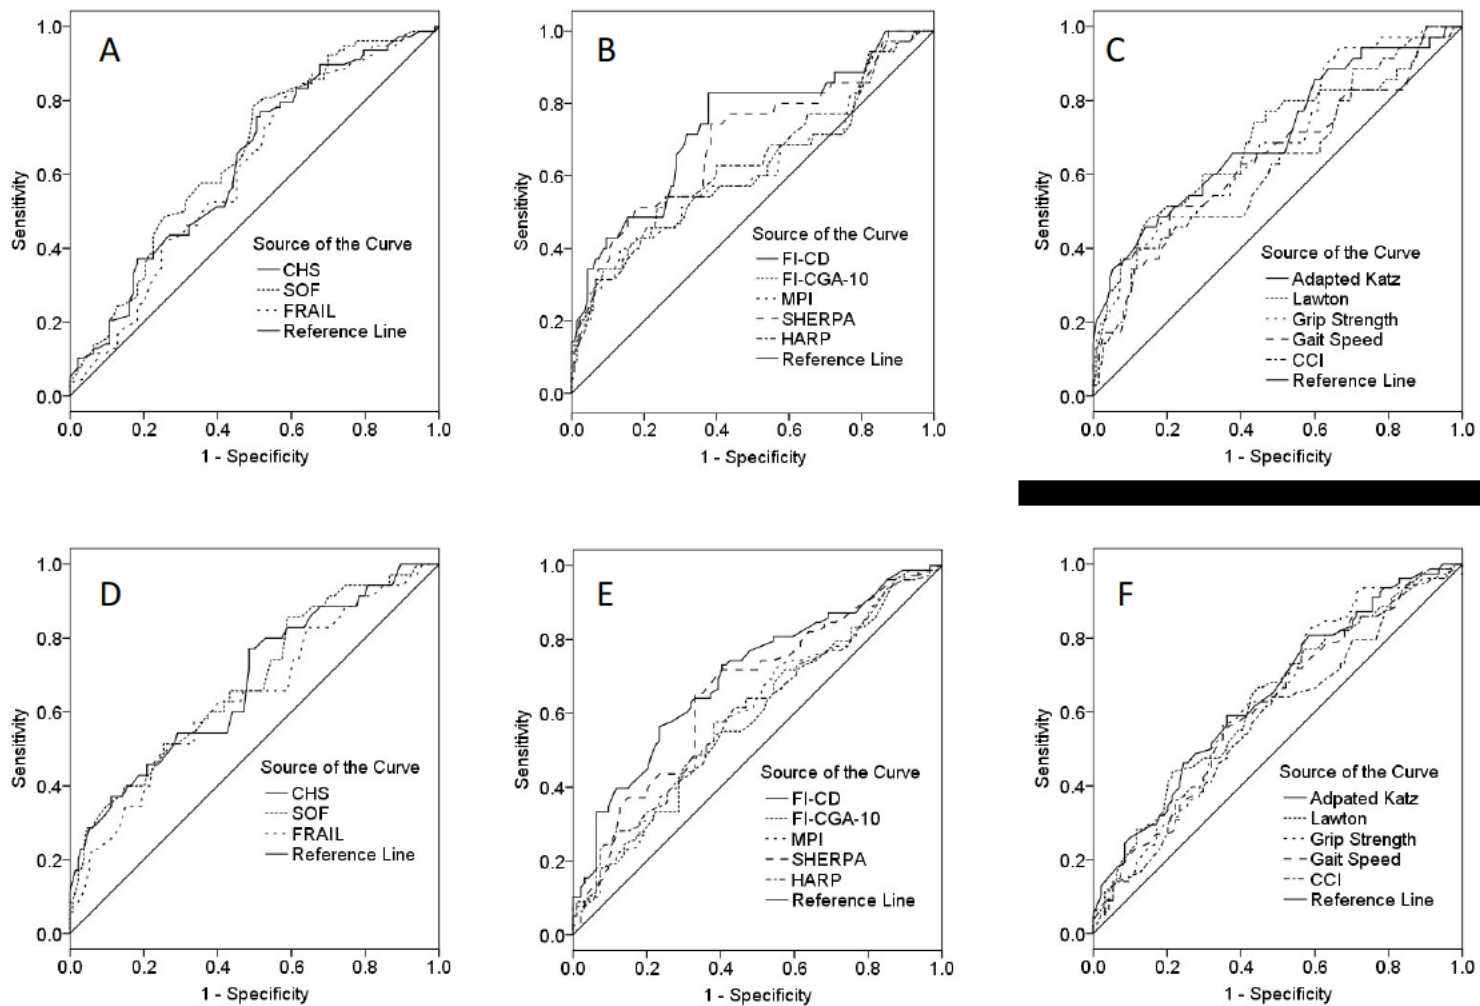 A
1.0
0.8
0.6
0.4
0.2
0.0
Sensitivity
Source of the Curve
CHS
SOF
FRAIL
Reference Line
0.0 0.2 0.4 0.6 0.8 1.0
1 - Specificity
B
1.0
0.8
0.6
0.4
0.2
0.0
Sensitivity
Source of the Curve
FI-CD
FI-CGA-10
MPI
SHERPA
HARP
Reference Line
0.0 0.2 0.4 0.6 0.8 1.0
1 - Specificity
C
1.0
0.8
0.6
0.4
0.2
0.0
Sensitivity
Source of the Curve
Adapted Katz
Lawton
Grip Strength
Gait Speed
CCI
Reference Line
0.0 0.2 0.4 0.6 0.8 1.0
1 - Specificity
D
1.0
0.8
0.6
0.4
0.2
0.0
Sensitivity
Source of the Curve
CHS
SOF
FRAIL
Reference Line
0.0 0.2 0.4 0.6 0.8 1.0
1 - Specificity
E
1.0
0.8
0.6
0.4
0.2
0.0
Sensitivity
Source of the Curve
FI-CD
FI-CGA-10
MPI
SHERPA
HARP
Reference Line
0.0 0.2 0.4 0.6 0.8 1.0
1 - Specificity
F
1.0
0.8
0.6
0.4
0.2
0.0
Sensitivity
Source of the Curve
Adpated Katz
Lawton
Grip Strength
Gait Speed
CCI
Reference Line
0.0 0.2 0.4 0.6 0.8 1.0
1 - Specificity